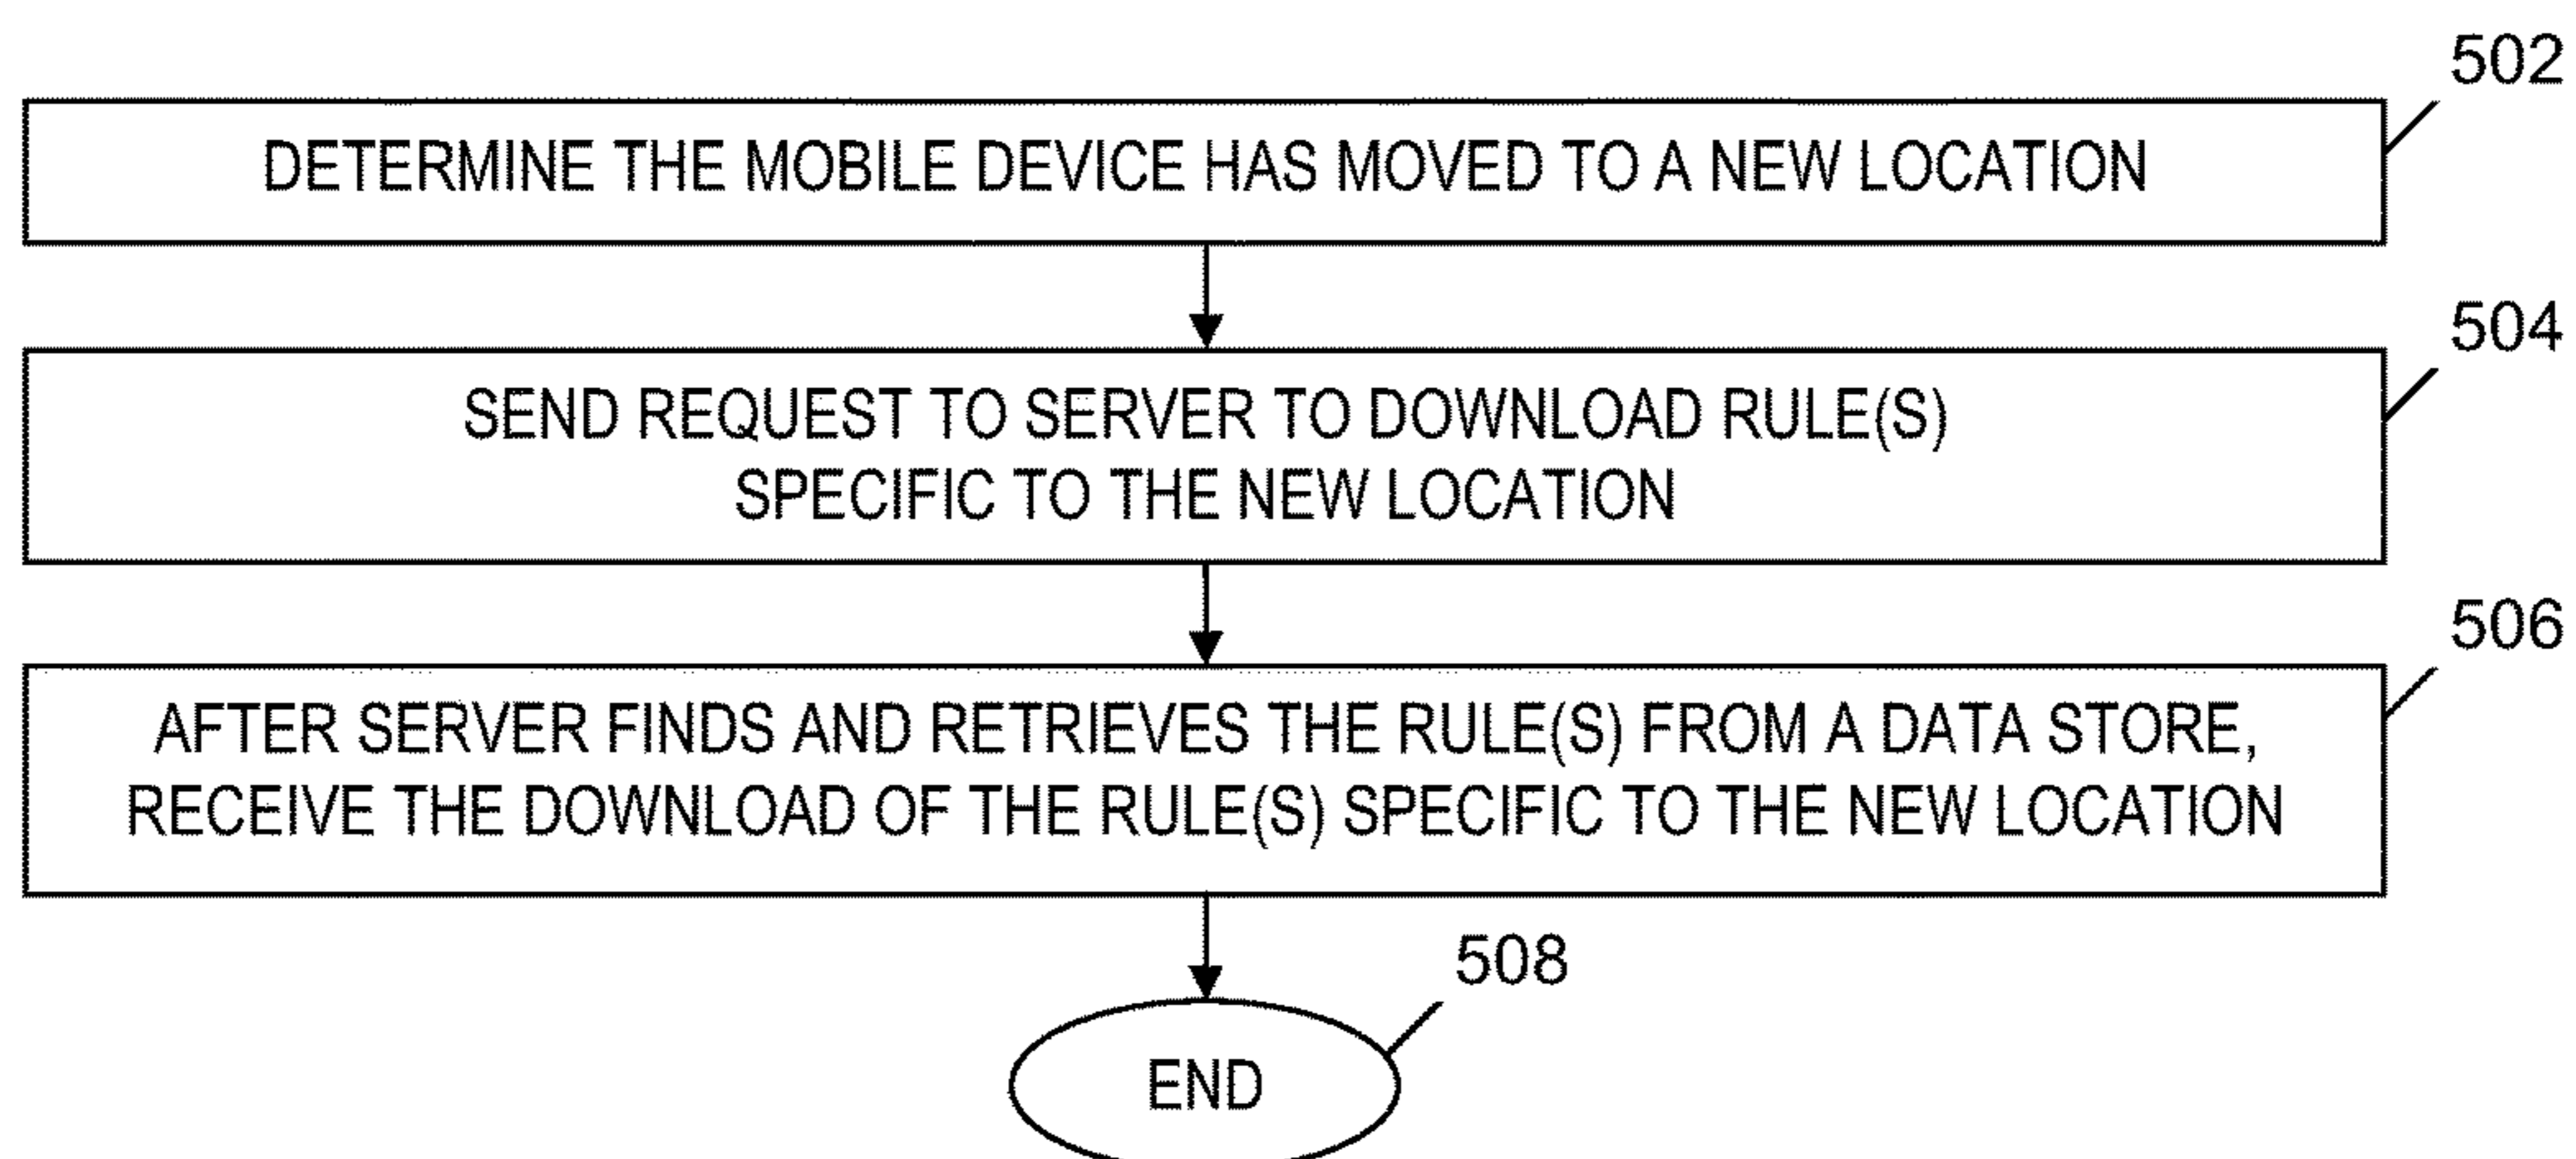 502
DETERMINE THE MOBILE DEVICE HAS MOVED TO A NEW LOCATION
504
SEND REQUEST TO SERVER TO DOWNLOAD RULE(S)
SPECIFIC TO THE NEW LOCATION
506
AFTER SERVER FINDS AND RETRIEVES THE RULE(S) FROM A DATA STORE,
RECEIVE THE DOWNLOAD OF THE RULE(S) SPECIFIC TO THE NEW LOCATION
508
END